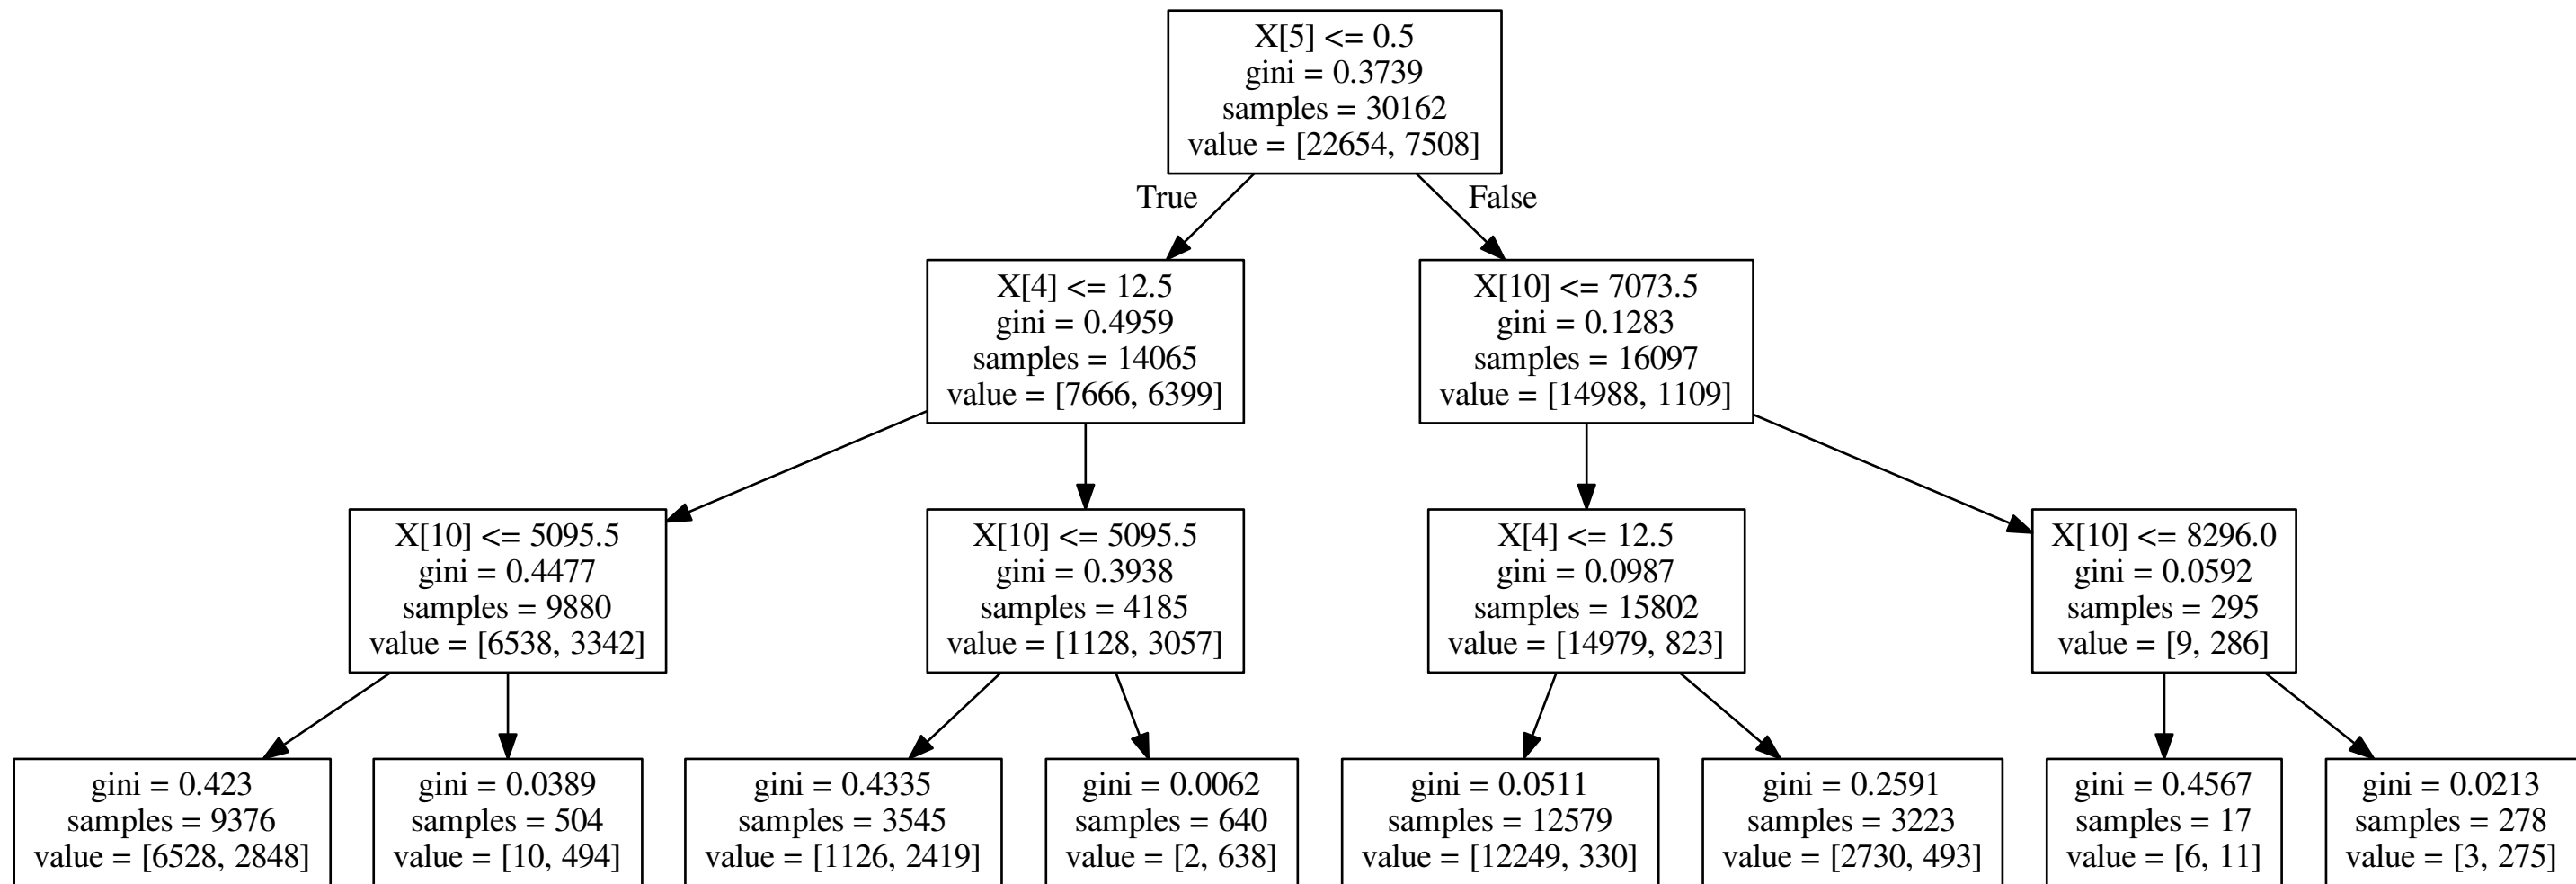 X[5] <= 0.5
gini = 0.3739
samples = 30162
value = [22654, 7508]
True
False
X[4] <= 12.5
gini = 0.4959
samples = 14065
value = [7666, 6399]
X[10] <= 7073.5
gini = 0.1283
samples = 16097
value = [14988, 1109]
X[10] <= 5095.5
gini = 0.4477
samples = 9880
value = [6538, 3342]
X[10] <= 5095.5
gini = 0.3938
samples = 4185
value = [1128, 3057]
X[4] <= 12.5
gini = 0.0987
samples = 15802
value = [14979, 823]
X[10] <= 8296.0
gini = 0.0592
samples = 295
value = [9, 286]
gini = 0.423
samples = 9376
value = [6528, 2848]
gini = 0.0389
samples = 504
value = [10, 494]
gini = 0.4335
samples = 3545
value = [1126, 2419]
gini = 0.0062
samples = 640
value = [2, 638]
gini = 0.0511
samples = 12579
value = [12249, 330]
gini = 0.2591
samples = 3223
value = [2730, 493]
gini = 0.4567
samples = 17
value = [6, 11]
gini = 0.0213
samples = 278
value = [3, 275]